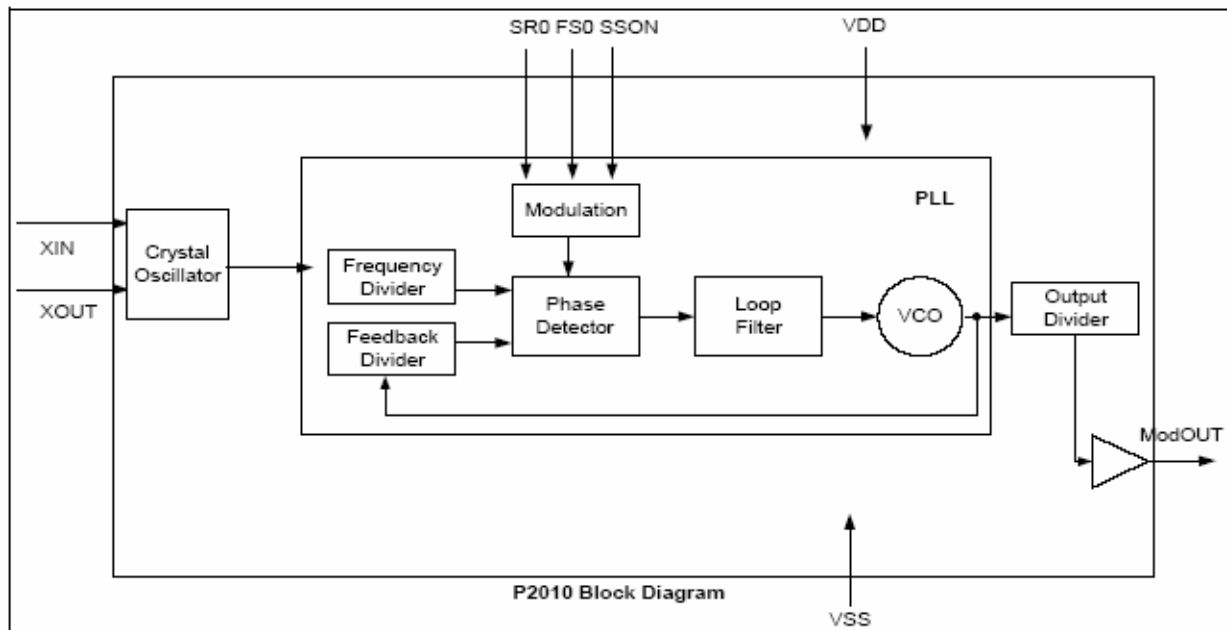 SR0 FS0 SSON
VDD
PLL
Modulation
XIN
Crystal
Oscillator
Frequency
Divider
Phase
Detector
Loop
Filter
VCO
Output
Divider
XOUT
Feedback
Divider
ModOUT
P2010 Block Diagram
VSS